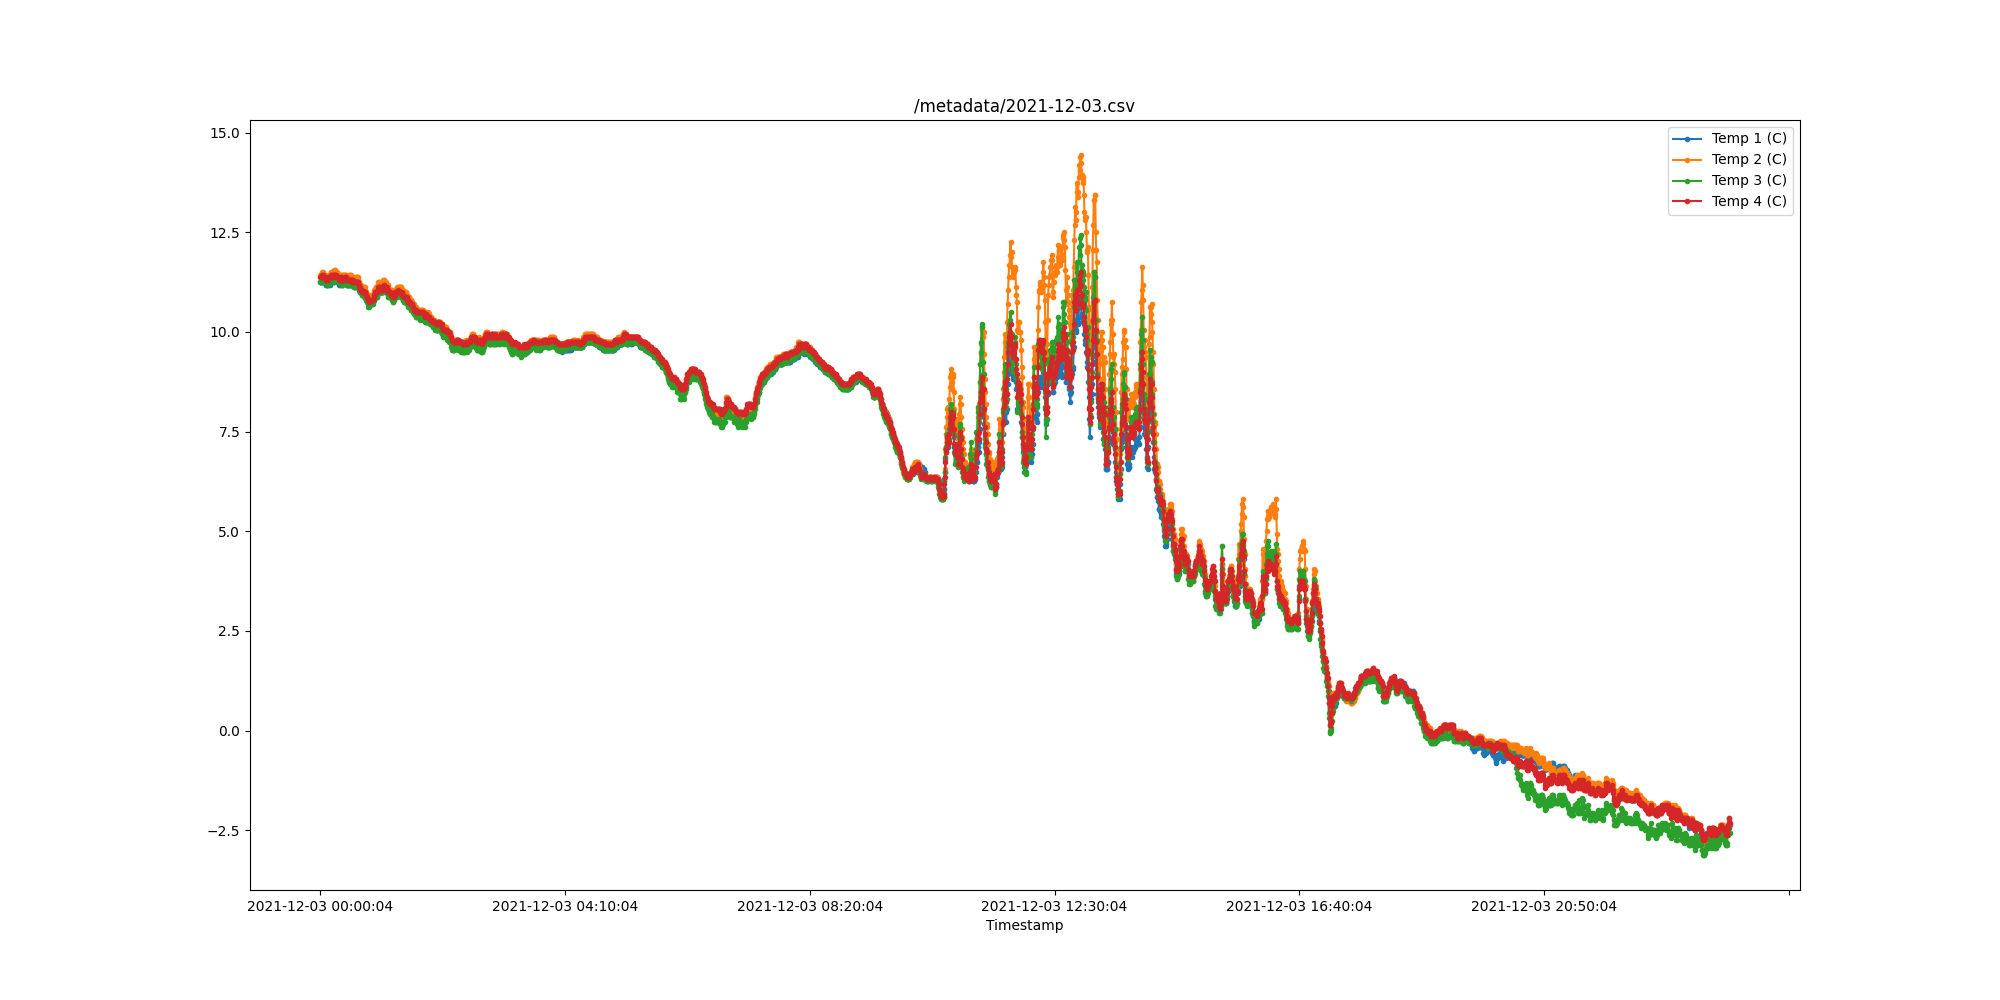 /metadata/2021-12-03.csv
15.0
12.5
10.0
7.5
5.0
2.5
0.0
−2.5
Temp 1 (C)
Temp 2 (C)
Temp 3 (C)
Temp 4 (C)
2021-12-03 00:00:04
2021-12-03 04:10:04
2021-12-03 08:20:04
2021-12-03 12:30:04
2021-12-03 16:40:04
2021-12-03 20:50:04
Timestamp